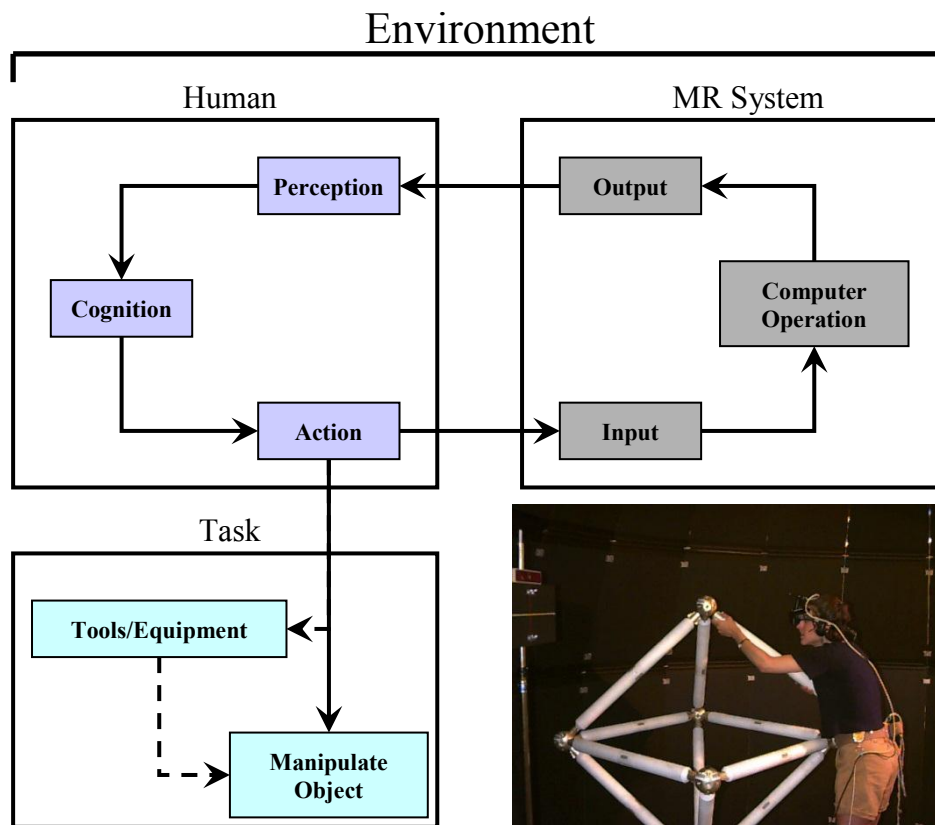 Environment
Human
MR System
Perception
Output
Cognition
Computer
Operation
Action
Input
Task
Tools/Equipment
Manipulate
Object